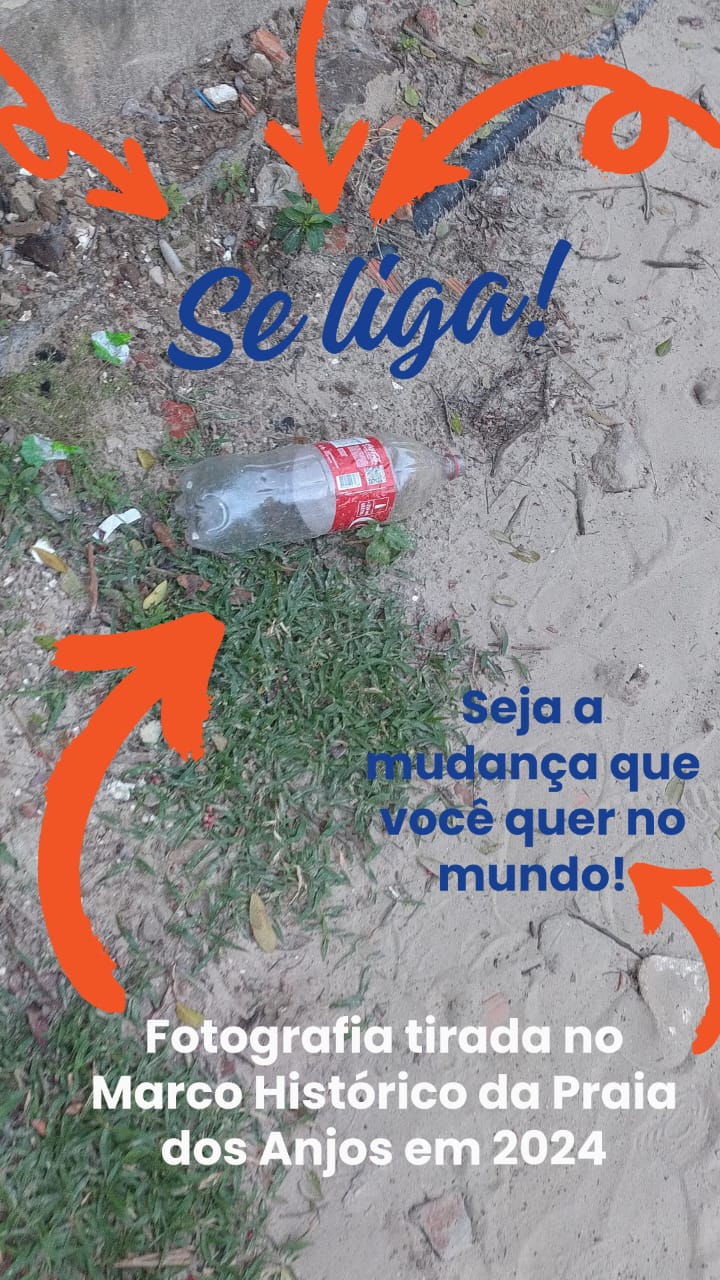 Se liga!
Seja a
mudança que
você quer no
mundo!
Fotografia tirada no
Marco Histórico da Praia
dos Anjos em 2024